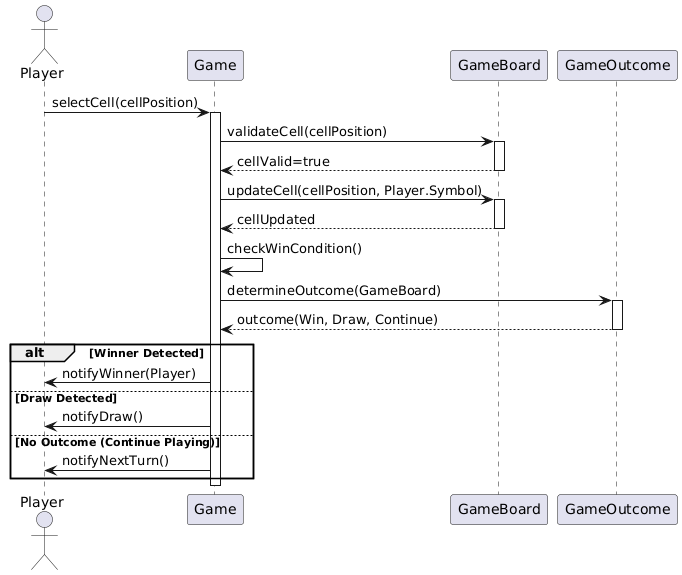 Player
Game
GameBoard
GameOutcome
selectCell(cellPosition)
validateCell(cellPosition)
cellValid=true
updateCell(cellPosition, Player.Symbol)
cellUpdated
checkWinCondition()
determineOutcome(GameBoard)
outcome(Win, Draw, Continue)
alt [Winner Detected]
notifyWinner(Player)
[Draw Detected]
notifyDraw()
[No Outcome (Continue Playing)]
notifyNextTurn()
Player
Game
GameBoard
GameOutcome